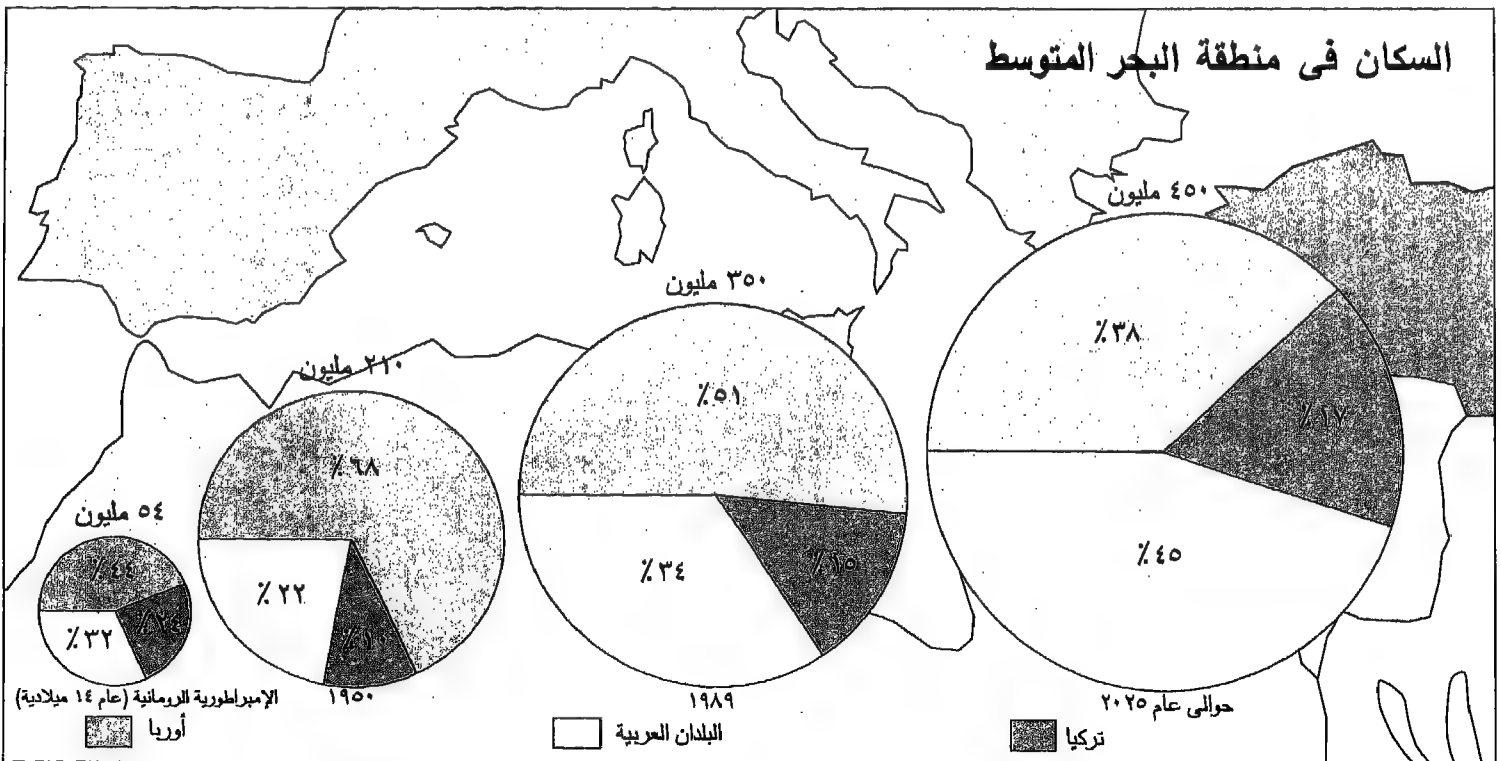 السكان فى منطقة البحر المتوسط
٤٥٠ مليون
٪٣٨
٪١٧
٪٤٥
حوالى عام ٢٠٢٥
٣٥٠ مليون
٪٥١
٪١٥
٪٣٤
١٩٨٩
٢١٠ مليون
٪٦٨
٪١٠
٪٢٢
١٩٥٠
٥٤ مليون
٪٤٤
٪٢٤
٪٣٢
الإمبراطورية الرومانية (عام ١٤ ميلادية)
تركيا
البلدان العربية
أوربا